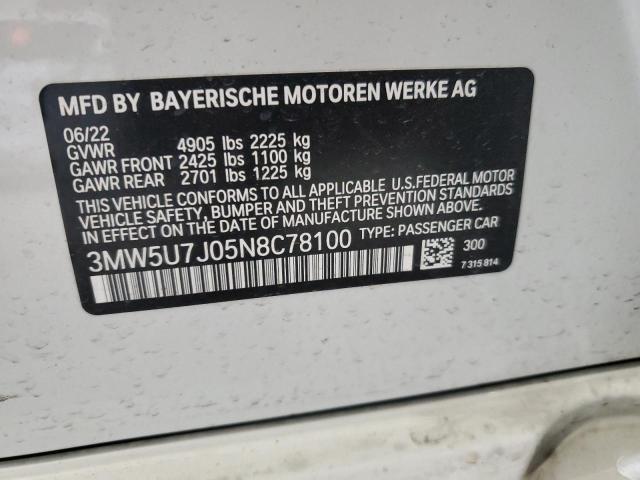 MFD BY BAYERISCHE MOTOREN WERKE AG
06/22
GVWR 4905 lbs 2225 kg
GAWR FRONT 2425 lbs 1100 kg
GAWR REAR 2701 lbs 1225 kg
THIS VEHICLE CONFORMS TO ALL APPLICABLE U.S.FEDERAL MOTOR
VEHICLE SAFETY, BUMPER AND THEFT PREVENTION STANDARDS
IN EFFECT ON THE DATE OF MANUFACTURE SHOWN ABOVE.
3MW5U7J05N8C78100 TYPE: PASSENGER CAR
300
7 315 814